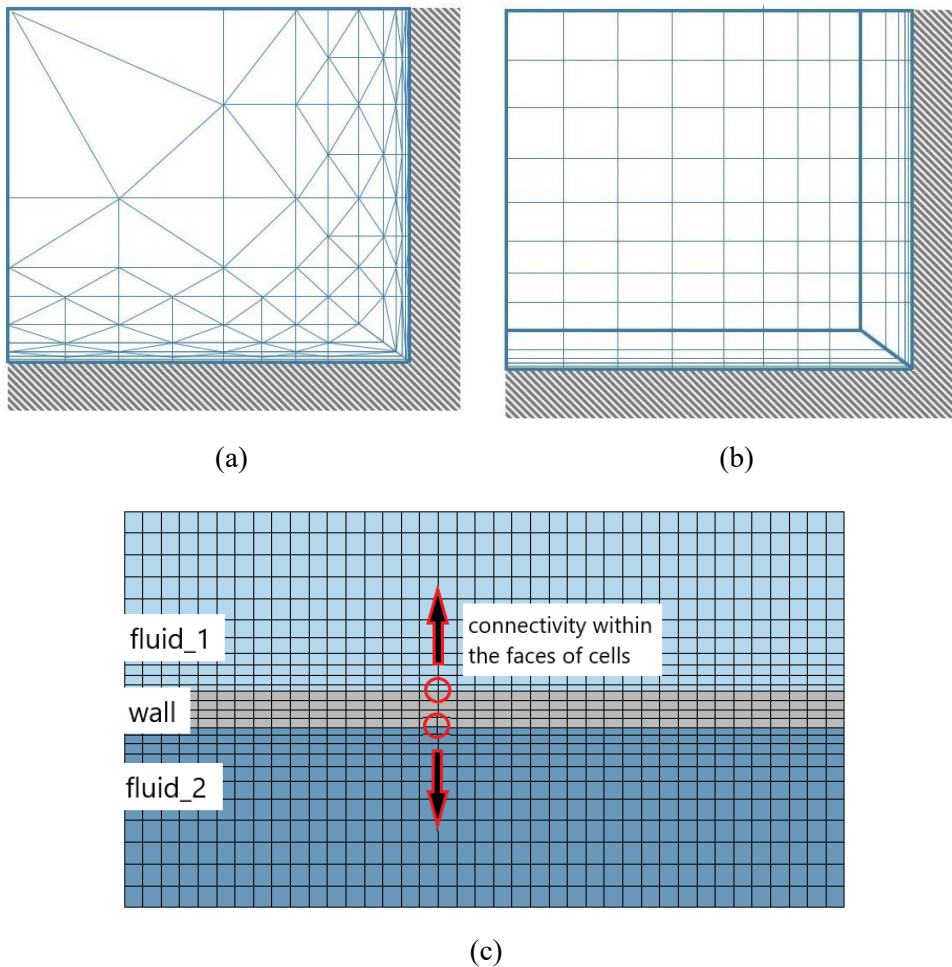 (a)
(b)
fluid_1
connectivity within
the faces of cells
wall
fluid_2
(c)